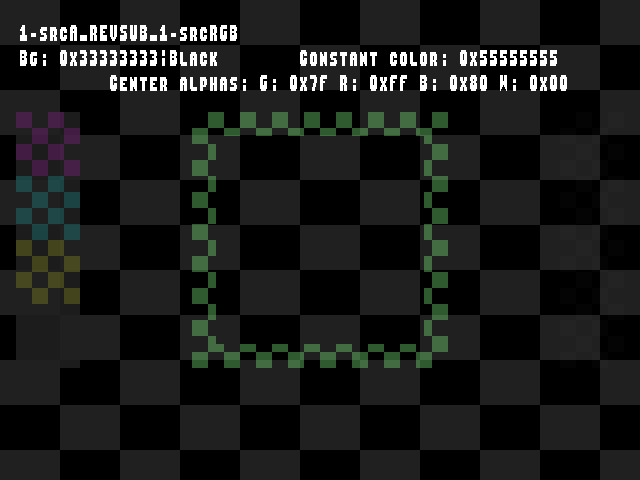 1-srcA_REVSUB_1-srcRGB
Bg: 0x33333333¦Black Constant color: 0x55555555
Center alphas: G: 0x7f R: 0xff B: 0x80 W: 0x00